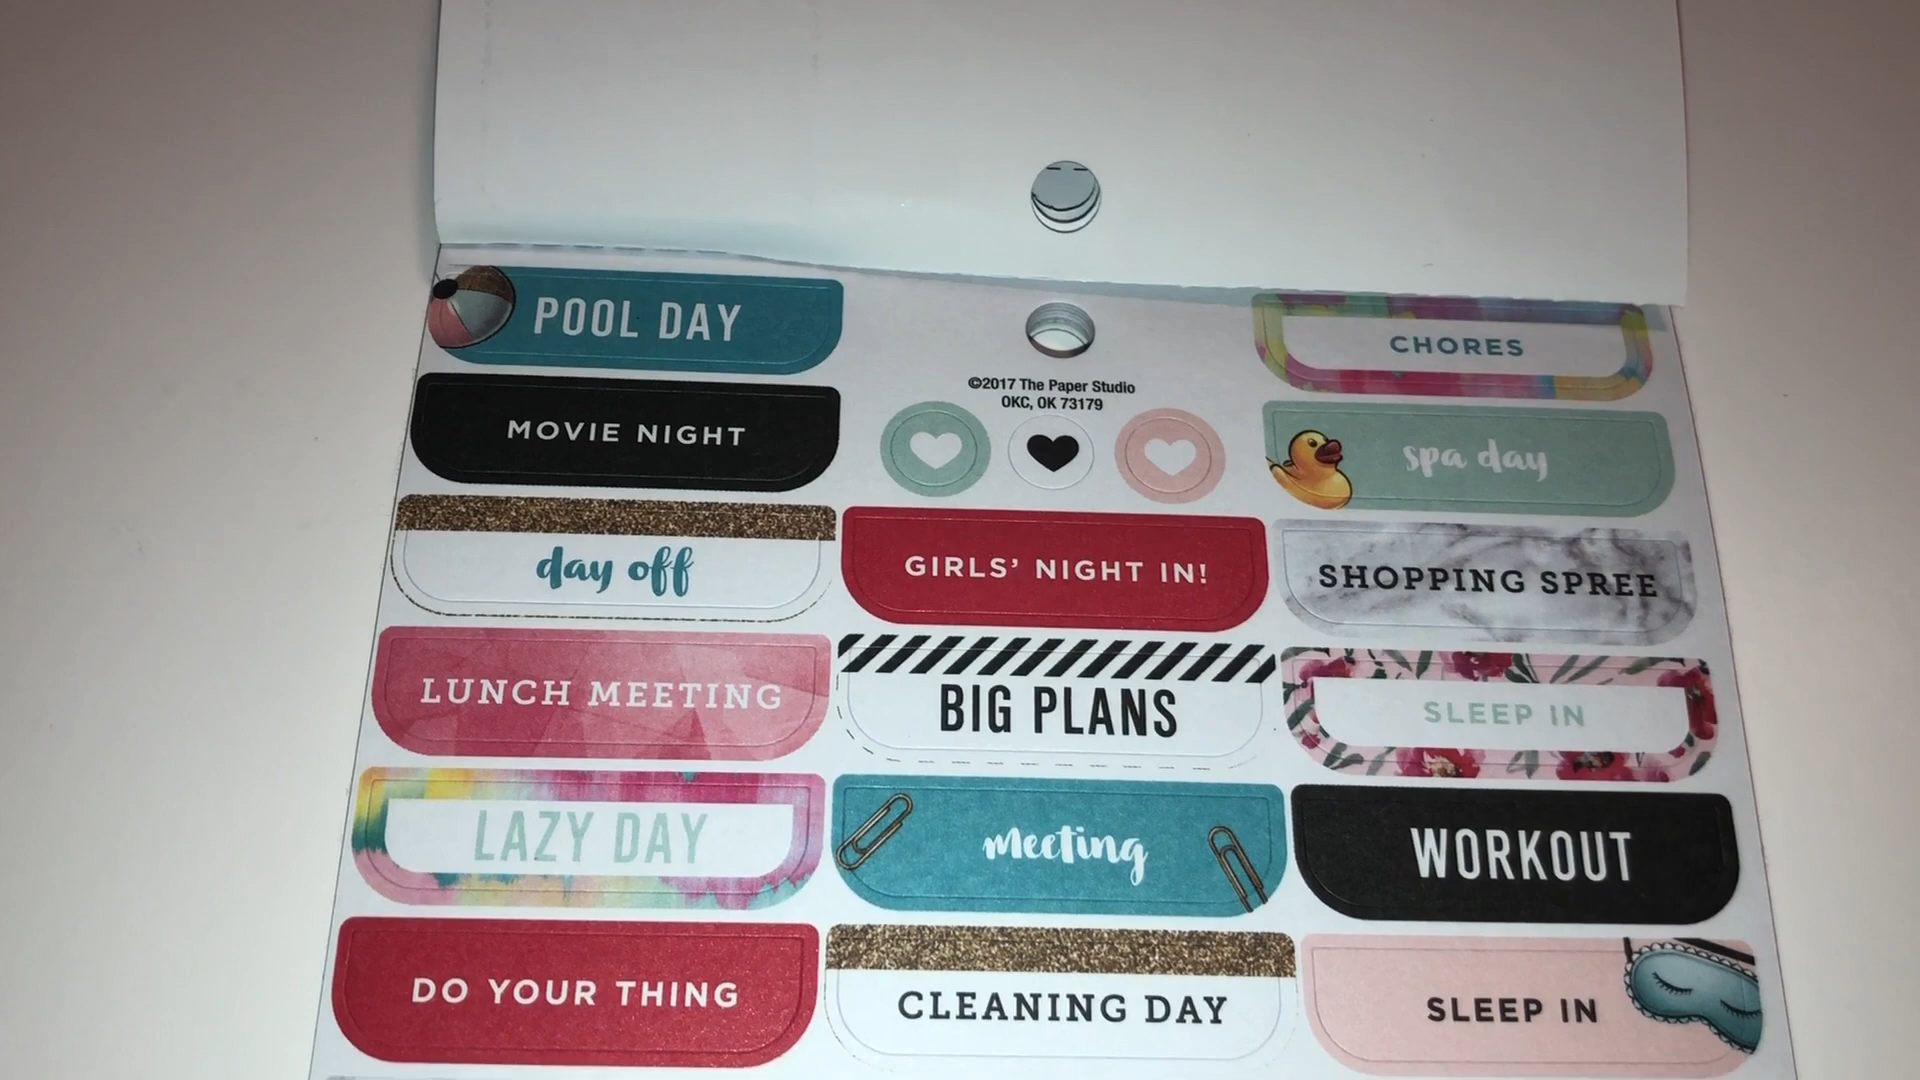 POOL DAY
CHORES
©2017 The Paper Studio
OKC, OK 73179
MOVIE NIGHT
spa day
day off
GIRLS' NIGHT IN!
SHOPPING SPREE
LUNCH MEETING
BIG PLANS
SLEEP IN
LAZY DAY
meeting
WORKOUT
DO YOUR THING
CLEANING DAY
SLEEP IN